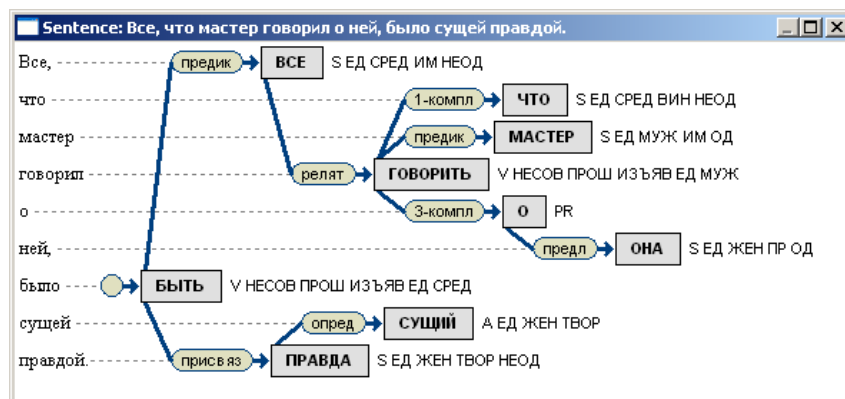 Sentence: Все, что мастер говорил о ней, было сущей правдой.
Все, предик ВСЕ S ЕД СРЕД ИМ НЕОД
что 1-компл ЧТО S ЕД СРЕД ВИН НЕОД
мастер предик МАСТЕР S ЕД МУЖ ИМ ОД
говорил релят ГОВОРИТЬ V НЕСОВ ПРОШ ИЗЪЯВ ЕД МУЖ
о 3-компл О PR
ней, предл ОНА S ЕД ЖЕН ПР ОД
было БЫТЬ V НЕСОВ ПРОШ ИЗЪЯВ ЕД СРЕД
сущей опред СУЩИЙ A ЕД ЖЕН ТВОР
правдой. присвяз ПРАВДА S ЕД ЖЕН ТВОР НЕОД